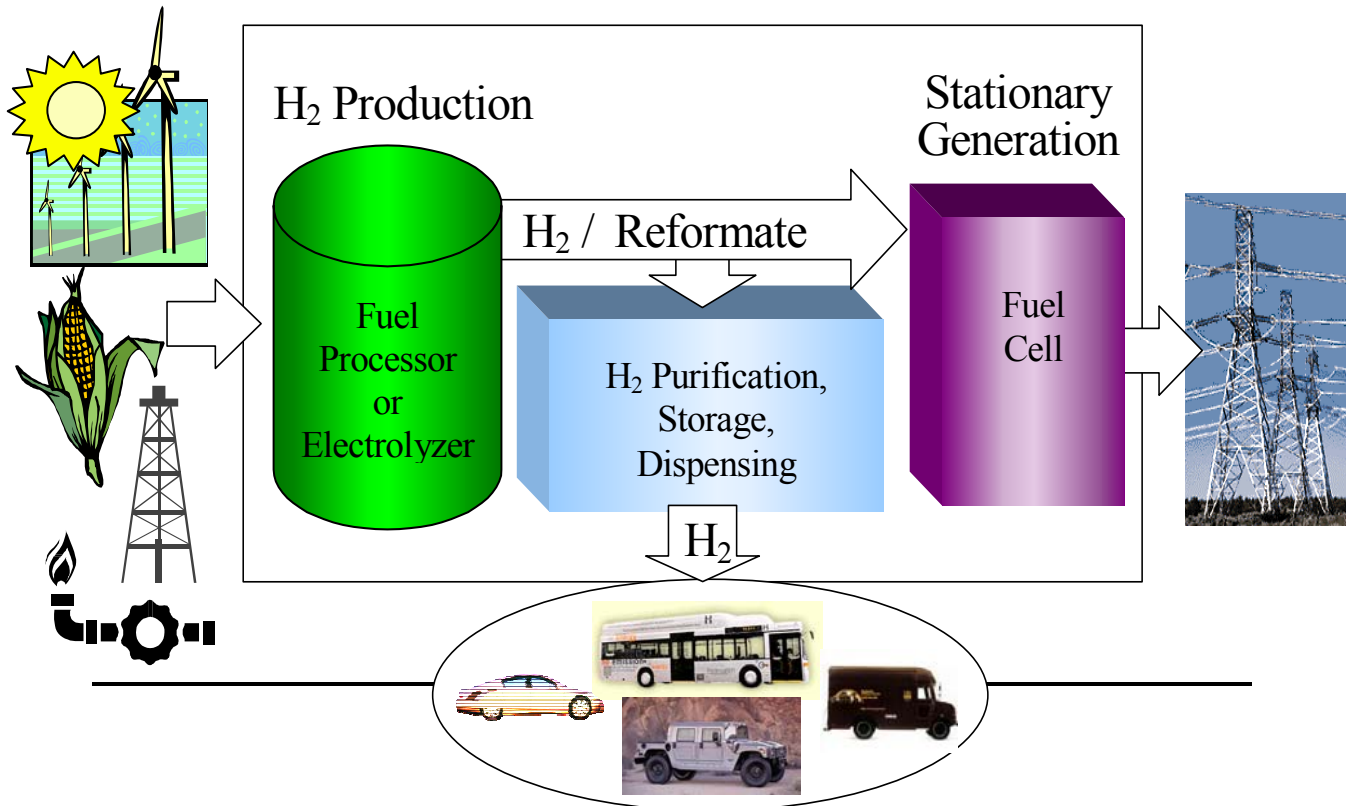 H₂ Production
Stationary
Generation
H₂ / Reformate
Fuel
Processor
or
Electrolyzer
H₂ Purification,
Storage,
Dispensing
Fuel
Cell
H₂